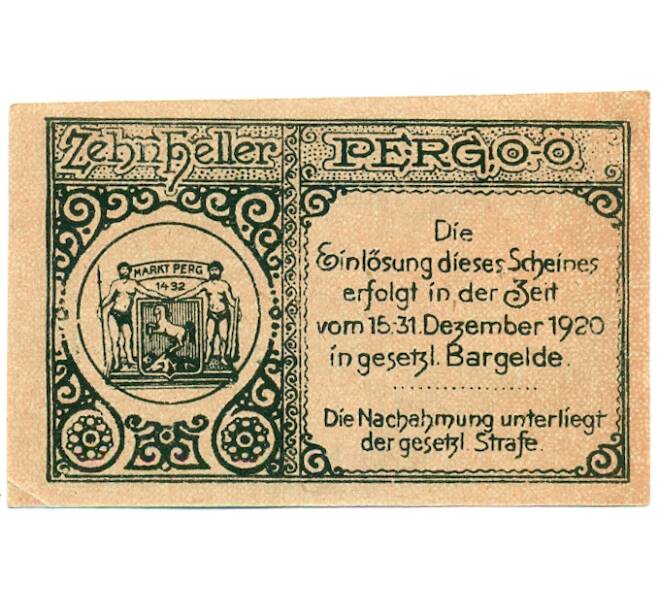 Zehn Heller
PERG O-Ö.
MARKT PERG
1432
Die
Einlösung dieses Scheines
erfolgt in der Zeit
vom 15-31. Dezember 1920
in gesetzl. Bargelde.
..................
Die Nachahmung unterliegt
der gesetzl. Strafe.